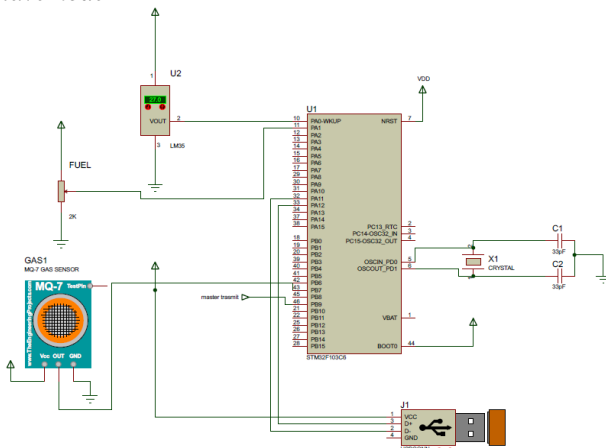 U2
1
27.0
VOUT
2
3
LM35
FUEL
2K
GAS1
MQ-7 GAS SENSOR
MQ-7
TestPin
www.TheEngineeringProjects.com
Vcc OUT GND
master trasmit
U1
10 PA0-WKUP
11 PA1
12 PA2
13 PA3
14 PA4
15 PA5
16 PA6
17 PA7
29 PA8
30 PA9
31 PA10
32 PA11
33 PA12
34 PA13
37 PA14
38 PA15
18 PB0
19 PB1
20 PB2
39 PB3
40 PB4
41 PB5
42 PB6
43 PB7
45 PB8
46 PB9
21 PB10
22 PB11
25 PB12
26 PB13
27 PB14
28 PB15
STM32F103C6
NRST 7
PC13_RTC 2
PC14-OSC32_IN 3
PC15-OSC32_OUT 4
OSCIN_PD0 5
OSCOUT_PD1 6
VBAT 1
BOOT0 44
VDD
X1
CRYSTAL
C1
33pF
C2
33pF
J1
1 VCC
3 D+
2 D-
4 GND